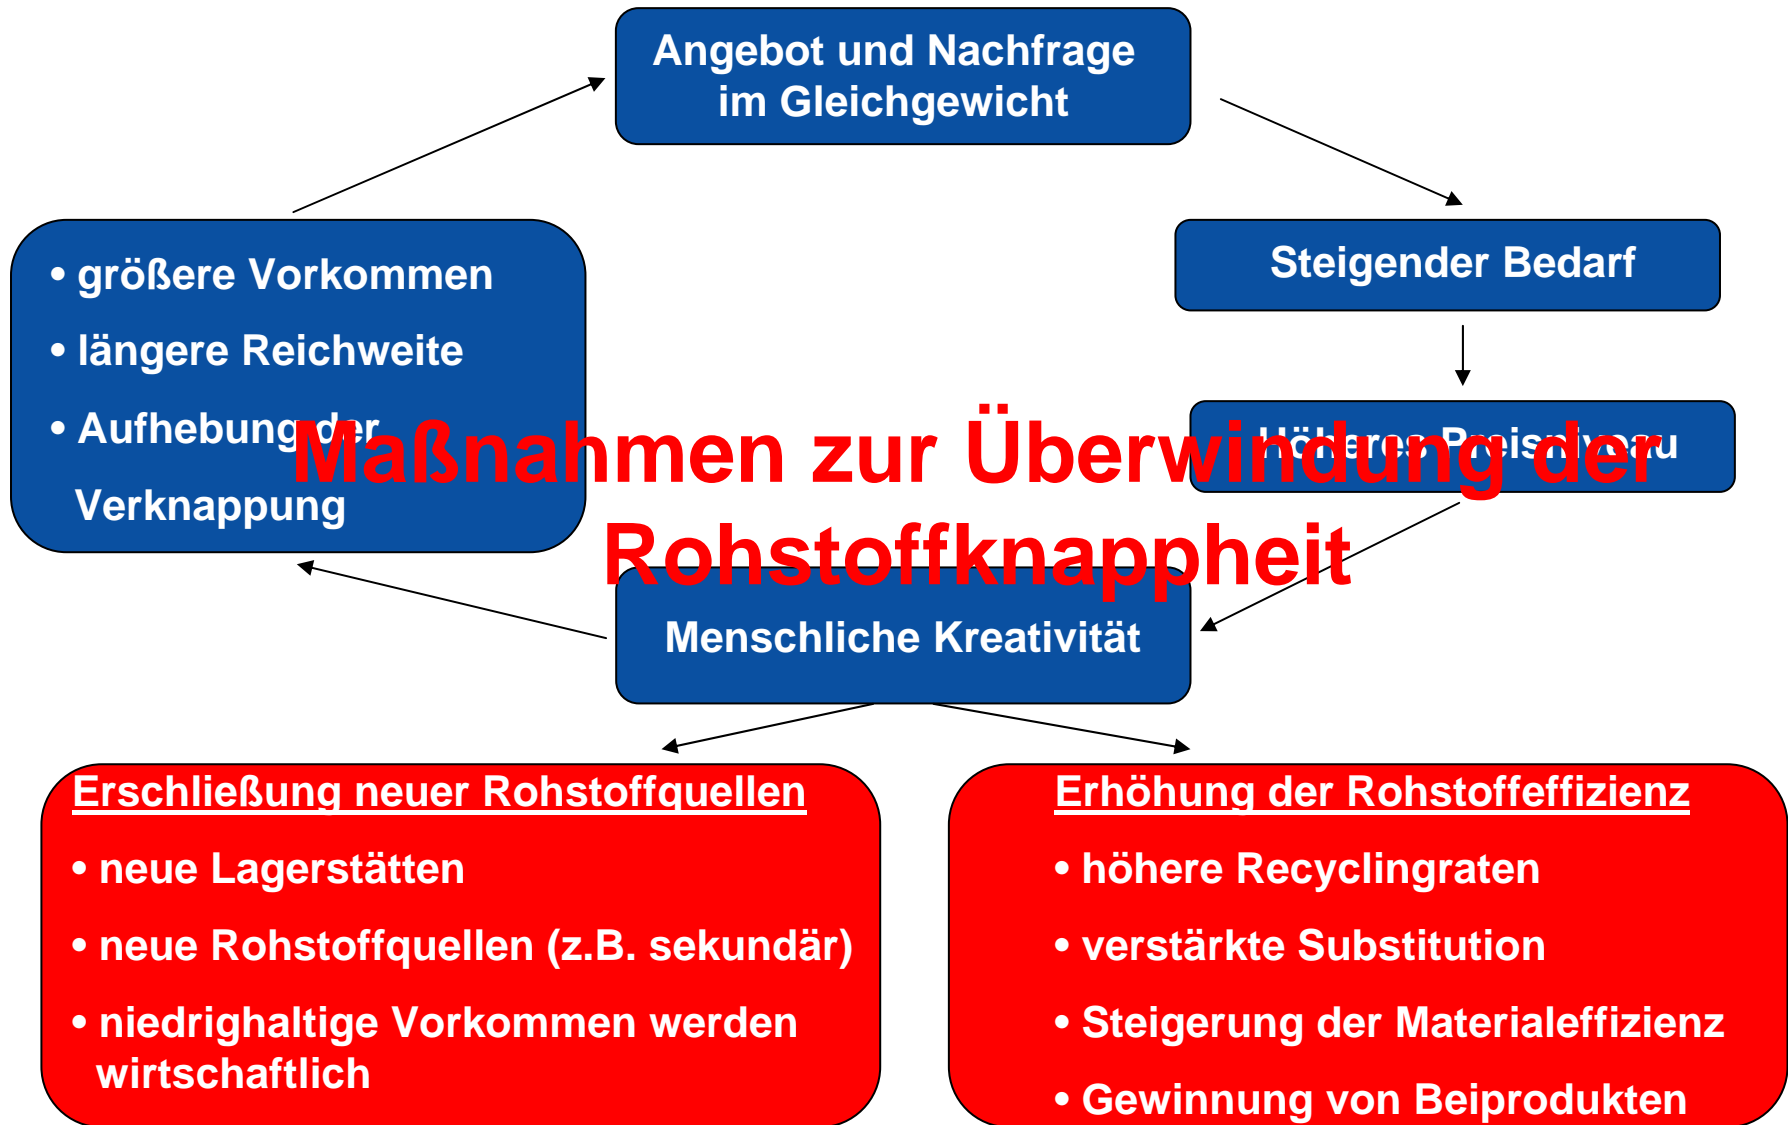 Angebot und Nachfrage
im Gleichgewicht
Steigender Bedarf
• größere Vorkommen
• längere Reichweite
• Aufhebung der
Verknappung
Höheres Preisniveau
Maßnahmen zur Überwindung der
Rohstoffknappheit
Menschliche Kreativität
Erschließung neuer Rohstoffquellen
• neue Lagerstätten
• neue Rohstoffquellen (z.B. sekundär)
• niedrighaltige Vorkommen werden
wirtschaftlich
Erhöhung der Rohstoffeffizienz
• höhere Recyclingraten
• verstärkte Substitution
• Steigerung der Materialeffizienz
• Gewinnung von Beiprodukten